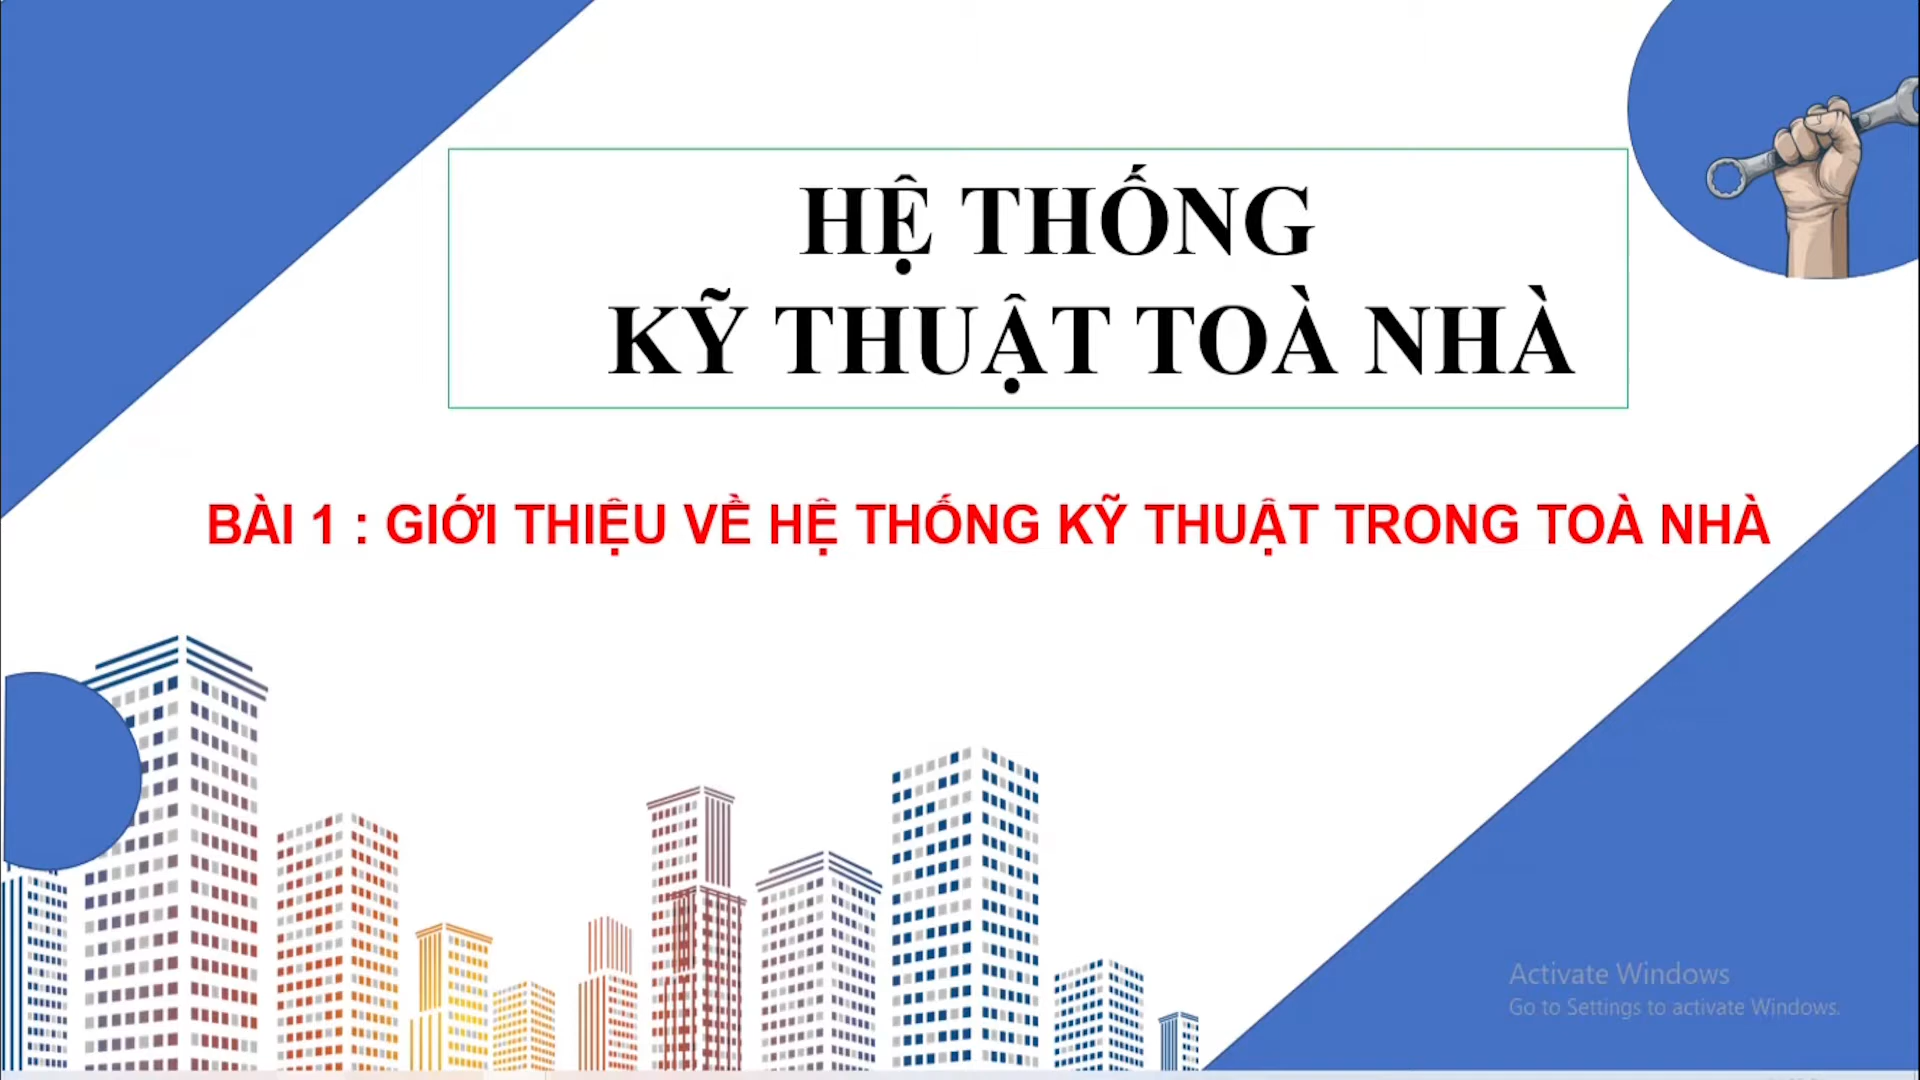 HỆ THỐNG
KỸ THUẬT TOÀ NHÀ
BÀI 1 : GIỚI THIỆU VỀ HỆ THỐNG KỸ THUẬT TRONG TOÀ NHÀ
Activate Windows
Go to Settings to activate Windows.